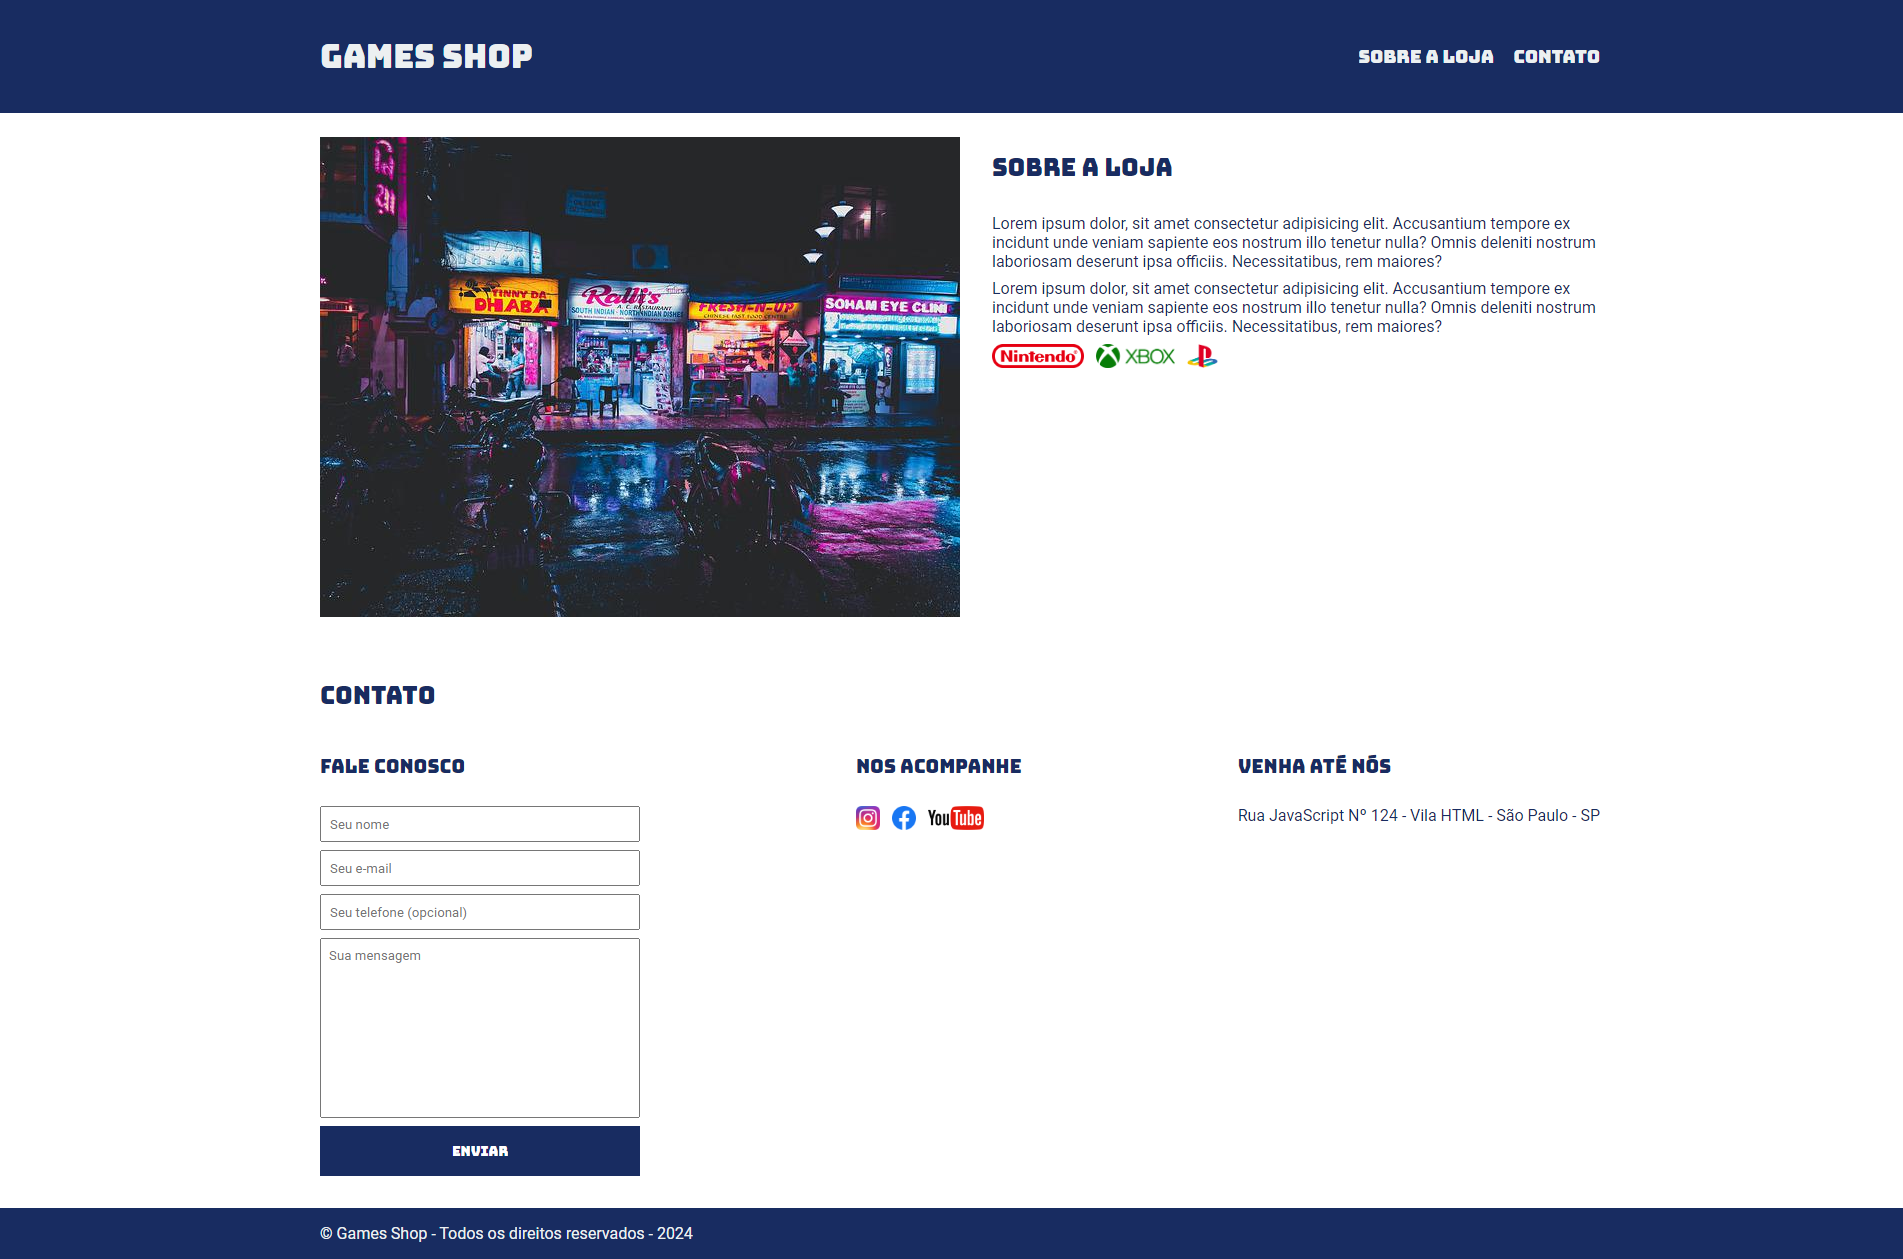 GAMES SHOP
SOBRE A LOJA CONTATO
TINNY DA
DHABA
Rallis
A. C. RESTAURANT
SOUTH INDIAN - NORTH INDIAN DISHES
FRESH-N-UP
CHINESE FAST FOOD CENTRE
SOHAM EYE CLINI
SOBRE A LOJA
Lorem ipsum dolor, sit amet consectetur adipisicing elit. Accusantium tempore ex
incidunt unde veniam sapiente eos nostrum illo tenetur nulla? Omnis deleniti nostrum
laboriosam deserunt ipsa officiis. Necessitatibus, rem maiores?
Lorem ipsum dolor, sit amet consectetur adipisicing elit. Accusantium tempore ex
incidunt unde veniam sapiente eos nostrum illo tenetur nulla? Omnis deleniti nostrum
laboriosam deserunt ipsa officiis. Necessitatibus, rem maiores?
Nintendo XBOX
CONTATO
FALE CONOSCO
Seu nome
Seu e-mail
Seu telefone (opcional)
Sua mensagem
ENVIAR
NOS ACOMPANHE
YouTube
VENHA ATÉ NÓS
Rua JavaScript Nº 124 - Vila HTML - São Paulo - SP
© Games Shop - Todos os direitos reservados - 2024